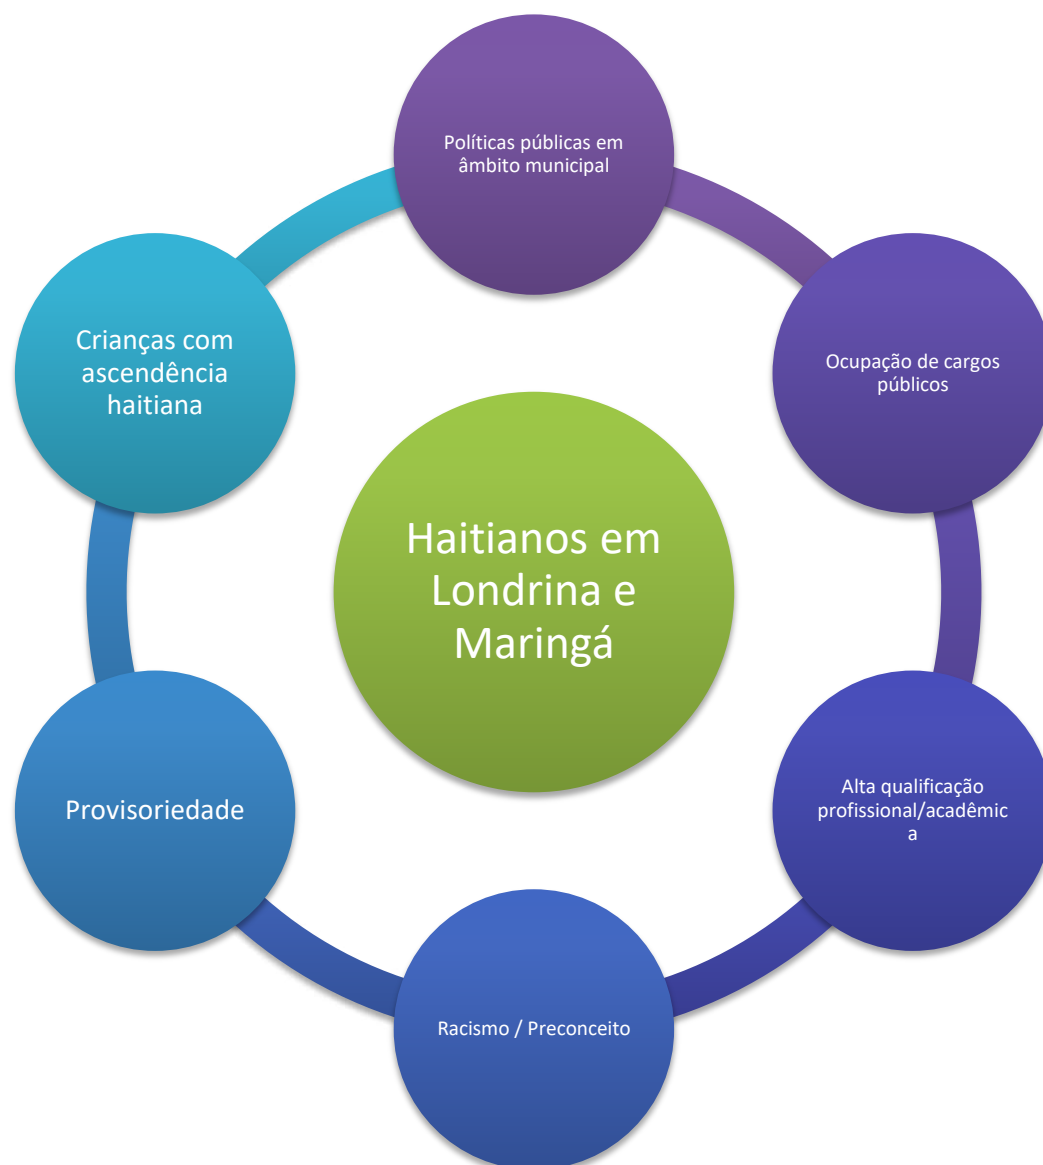 Políticas públicas em
âmbito municipal
Crianças com
ascendência
haitiana
Ocupação de cargos
públicos
Haitianos em
Londrina e
Maringá
Provisoriedade
Alta qualificação
profissional/acadêmic
a
Racismo / Preconceito